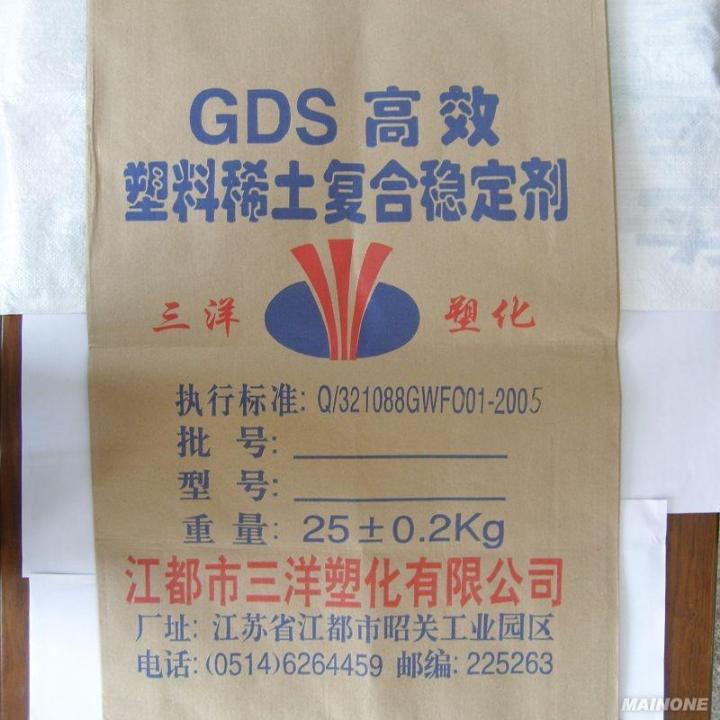 GDS 高效
塑料稀土复合稳定剂
三洋 塑化
执行标准: Q/321088GWFO01-2005
批 号:
型 号:
重 量: 25±0.2Kg
江都市三洋塑化有限公司
厂址: 江苏省江都市昭关工业园区
电话: (0514)6264459 邮编: 225263
MAINONE